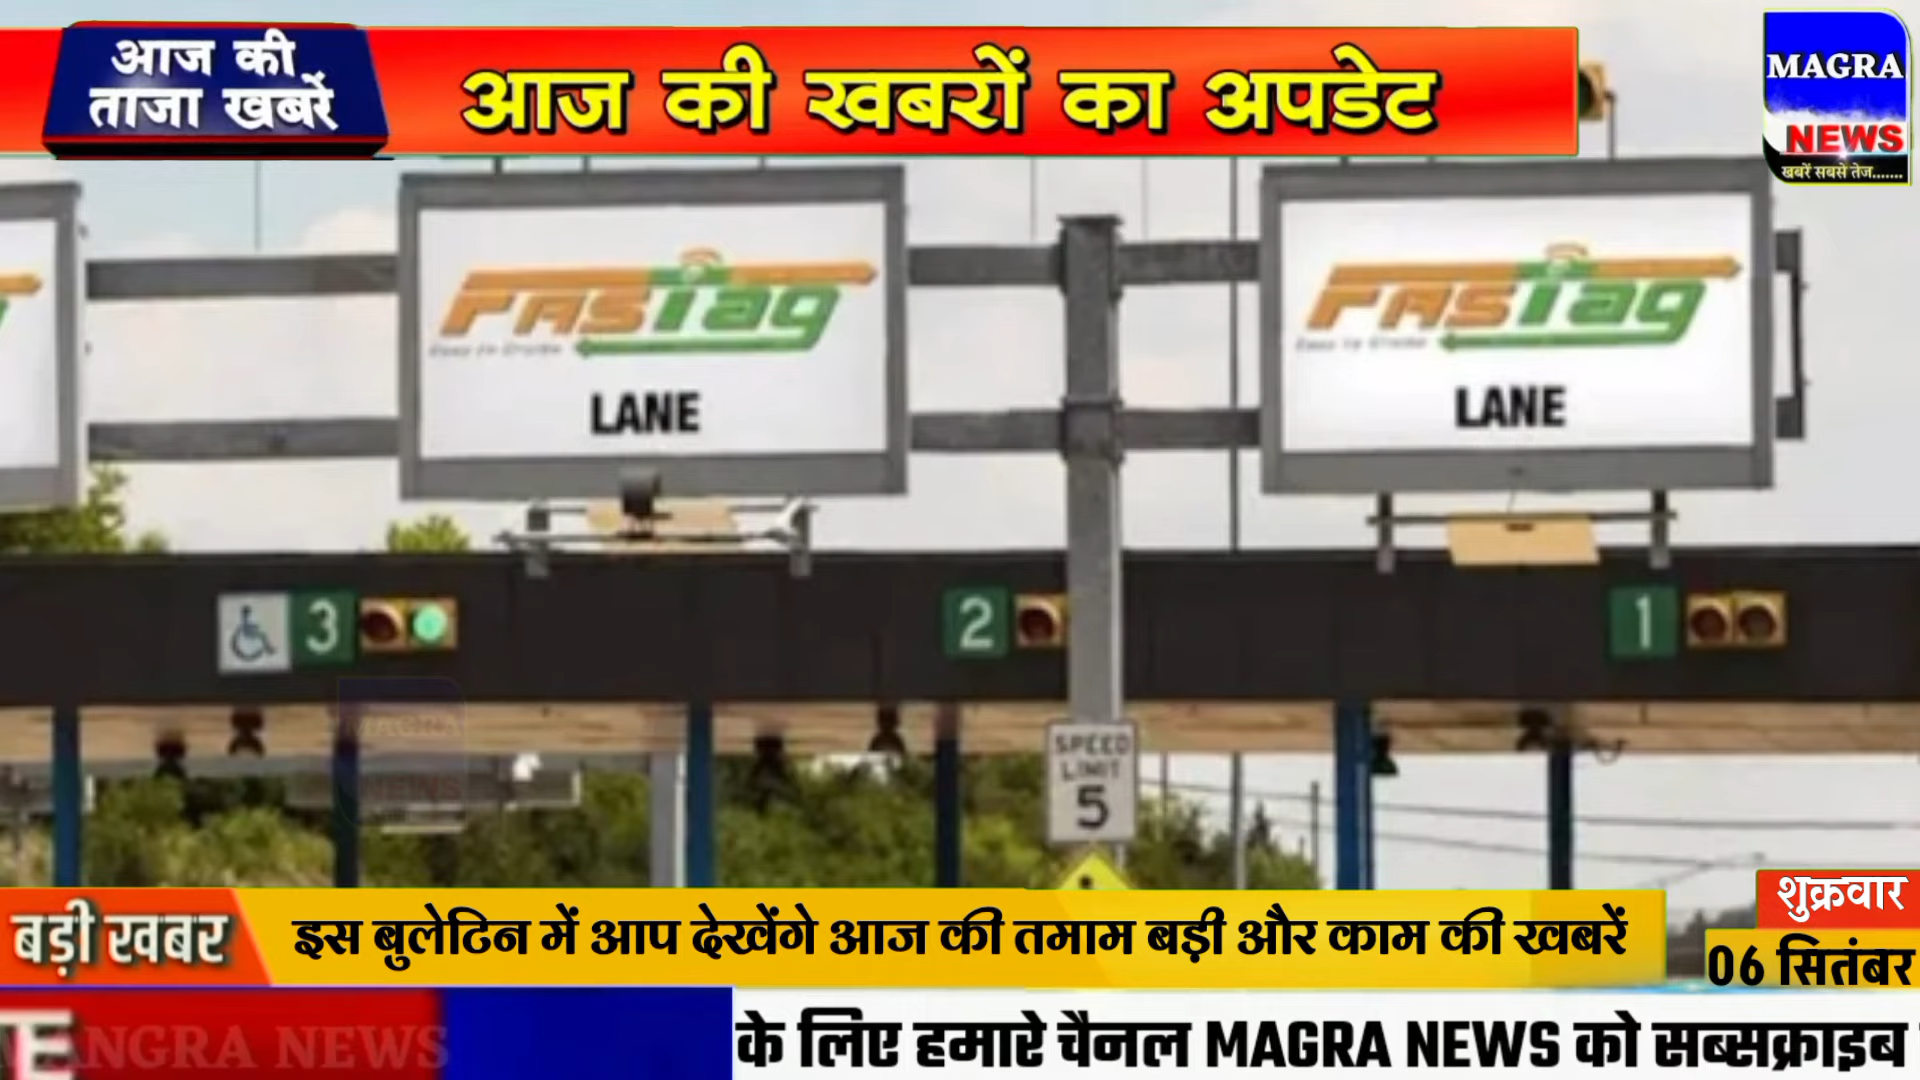 आज की
ताजा खबरें
आज की खबरों का अपडेट
MAGRA
NEWS
खबरें सबसे तेज.......
FASTag
LANE
FASTag
LANE
3
2
1
MAGRA
NEWS
SPEED
LIMIT
5
बड़ी खबर
इस बुलेटिन में आप देखेंगे आज की तमाम बड़ी और काम की खबरें
शुक्रवार
06 सितंबर
ANGRA NEWS
के लिए हमारे चैनल MAGRA NEWS को सब्सक्राइब